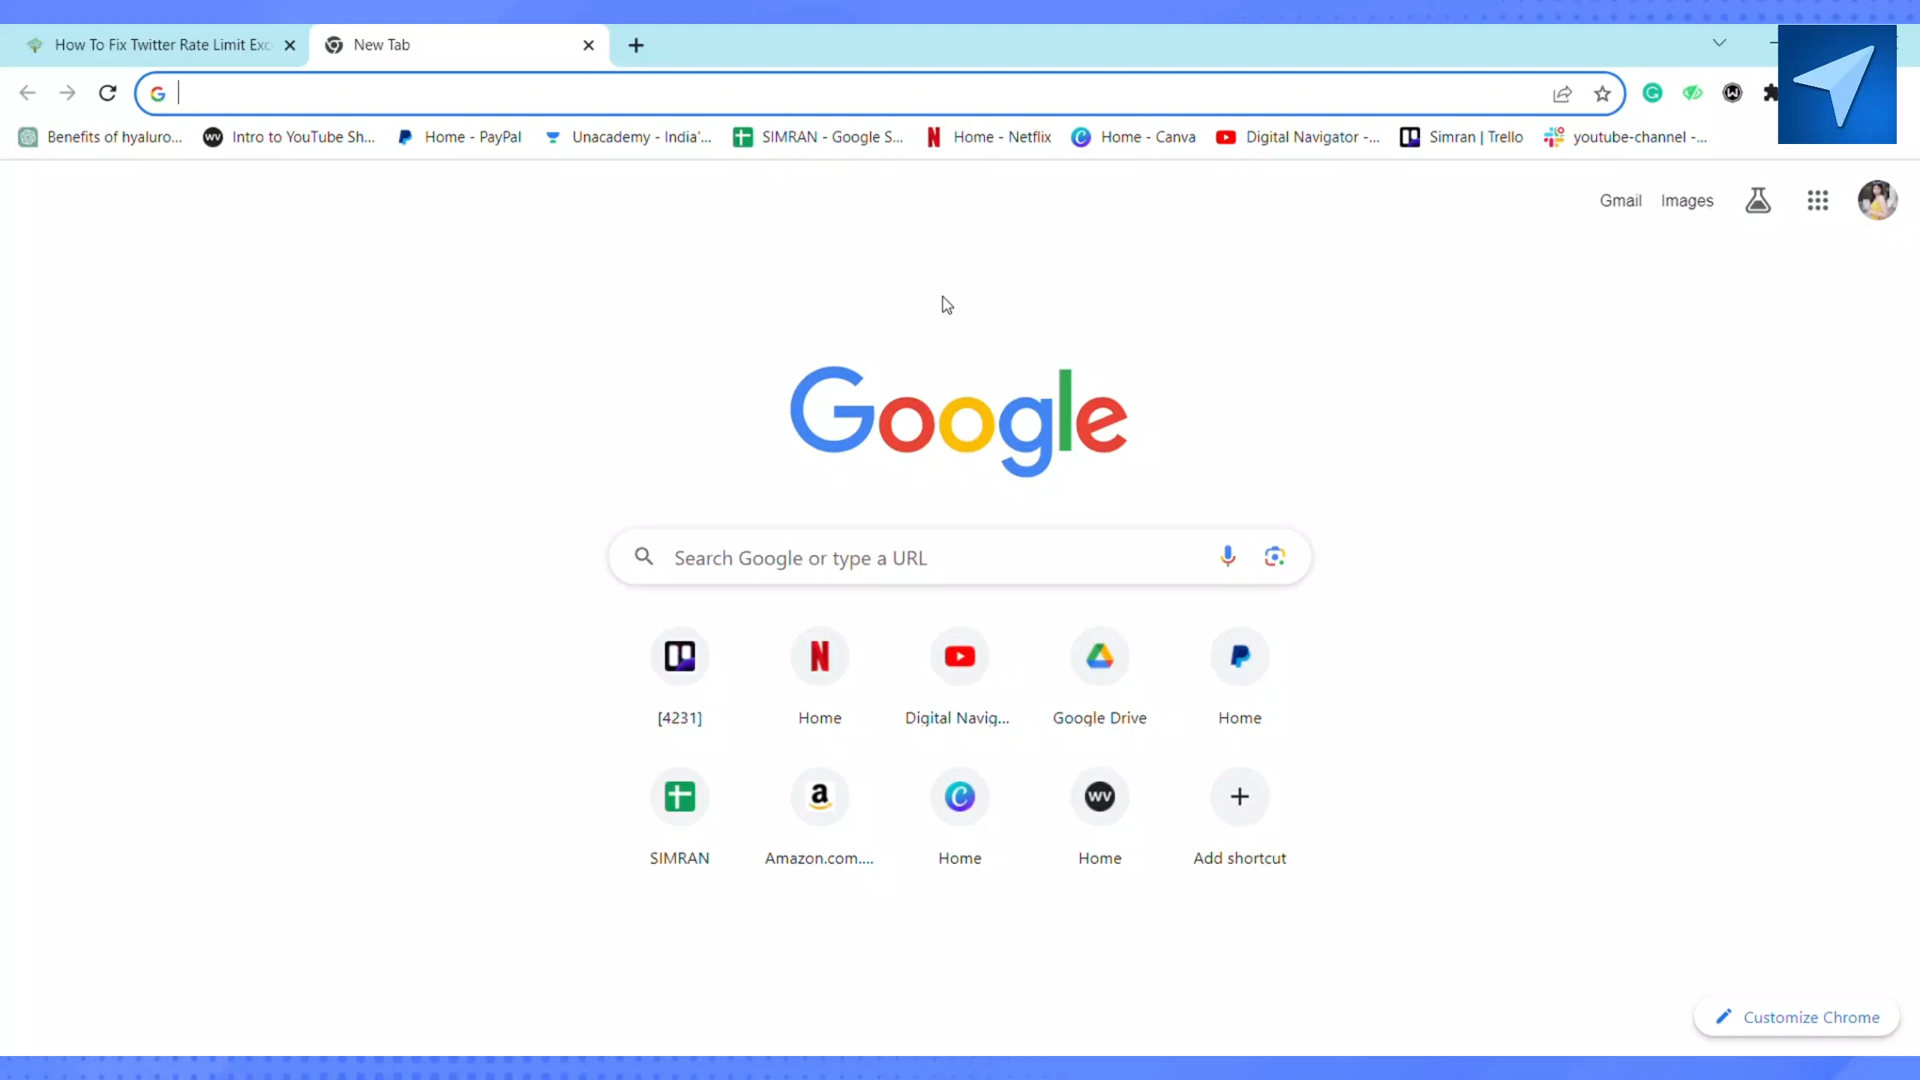 How To Fix Twitter Rate Limit Exc
New Tab
Benefits of hyaluro... Intro to YouTube Sh... Home - PayPal Unacademy - India'... SIMRAN - Google S... Home - Netflix Home - Canva Digital Navigator -... Simran | Trello youtube-channel -...
Gmail Images
Google
Search Google or type a URL
[4231] Home Digital Navig... Google Drive Home
SIMRAN Amazon.com.... Home Home Add shortcut
Customize Chrome